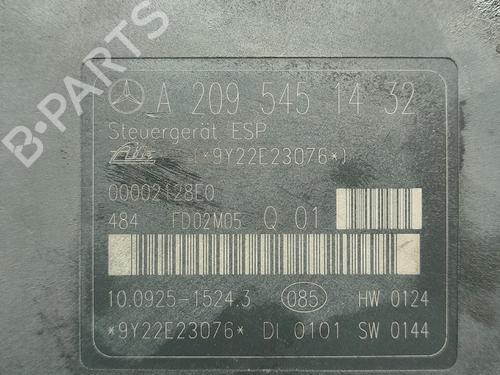 B-PARTS
A 209 545 14 32
Steuergerät ESP
Ate (*9Y22E23076*)
00002128E0
484 FD02M05 Q 01
10.0925-1524.3 085 HW 0124
*9Y22E23076* DI 0101 SW 0144